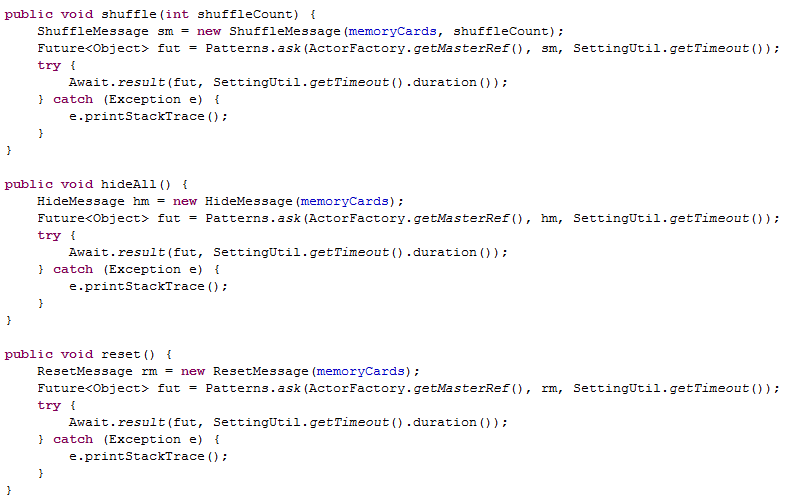 public void shuffle(int shuffleCount) {
    ShuffleMessage sm = new ShuffleMessage(memoryCards, shuffleCount);
    Future<Object> fut = Patterns.ask(ActorFactory.getMasterRef(), sm, SettingUtil.getTimeout());
    try {
        Await.result(fut, SettingUtil.getTimeout().duration());
    } catch (Exception e) {
        e.printStackTrace();
    }
}

public void hideAll() {
    HideMessage hm = new HideMessage(memoryCards);
    Future<Object> fut = Patterns.ask(ActorFactory.getMasterRef(), hm, SettingUtil.getTimeout());
    try {
        Await.result(fut, SettingUtil.getTimeout().duration());
    } catch (Exception e) {
        e.printStackTrace();
    }
}

public void reset() {
    ResetMessage rm = new ResetMessage(memoryCards);
    Future<Object> fut = Patterns.ask(ActorFactory.getMasterRef(), rm, SettingUtil.getTimeout());
    try {
        Await.result(fut, SettingUtil.getTimeout().duration());
    } catch (Exception e) {
        e.printStackTrace();
    }
}